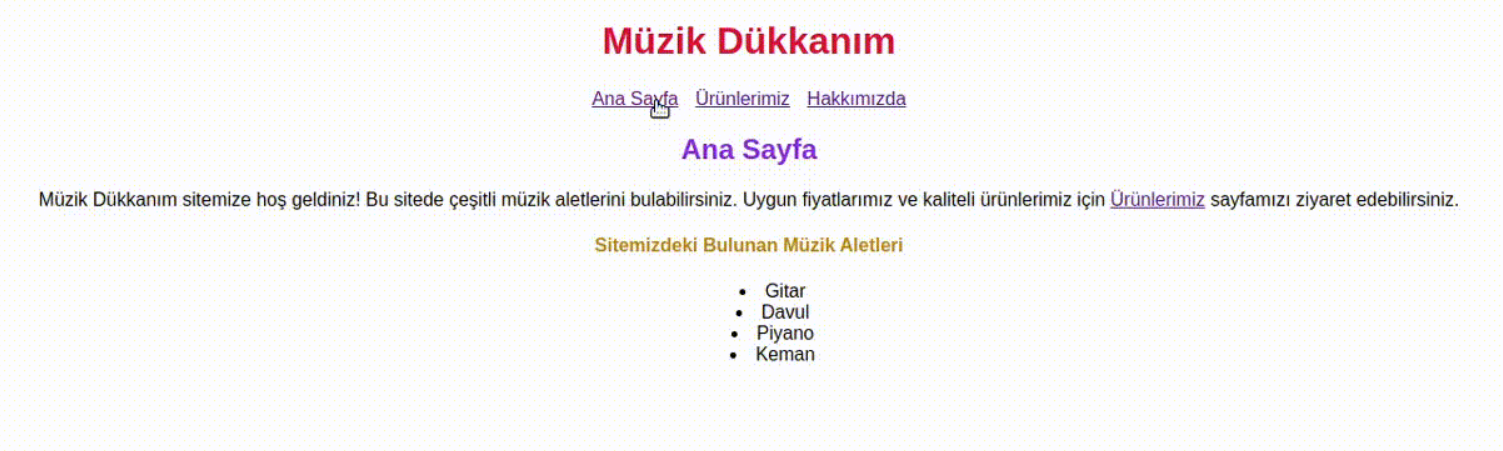 Müzik Dükkanım
Ana Sayfa Ürünlerimiz Hakkımızda
Ana Sayfa
Müzik Dükkanım sitemize hoş geldiniz! Bu sitede çeşitli müzik aletlerini bulabilirsiniz. Uygun fiyatlarımız ve kaliteli ürünlerimiz için Ürünlerimiz sayfamızı ziyaret edebilirsiniz.
Sitemizdeki Bulunan Müzik Aletleri
• Gitar
• Davul
• Piyano
• Keman